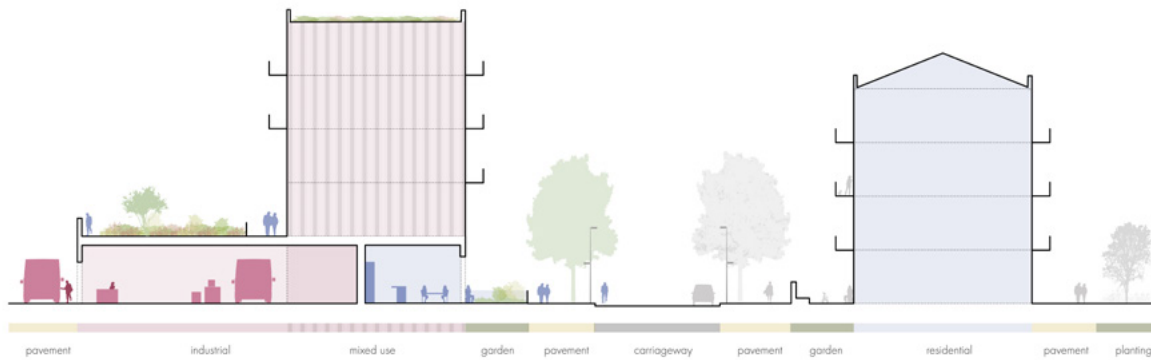 pavement industrial mixed use garden pavement carriageway pavement garden residential pavement planting